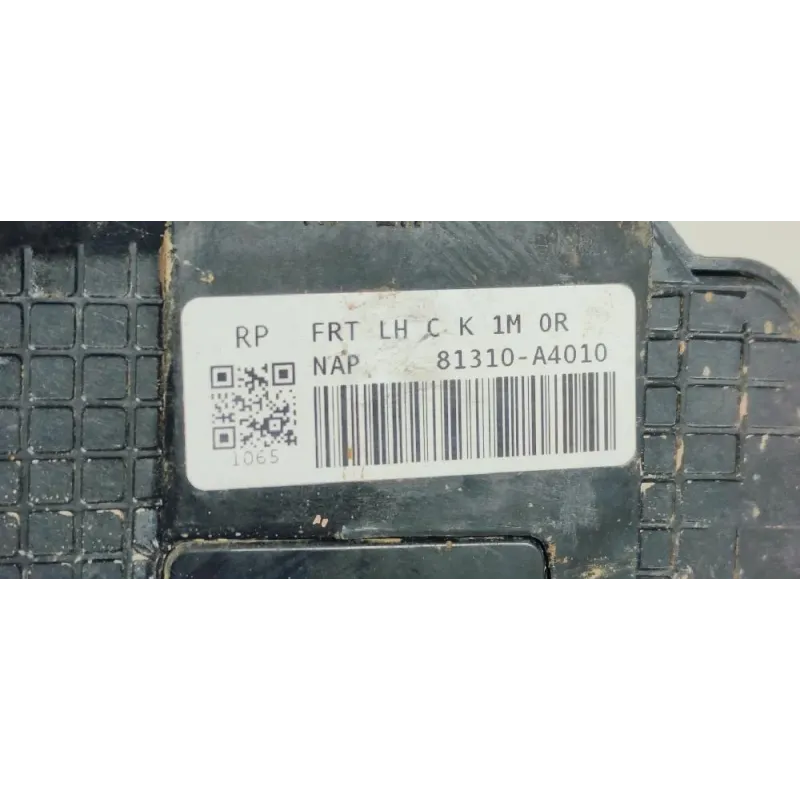 RP FRT LH C K 1M 0R
NAP 81310-A4010
1065